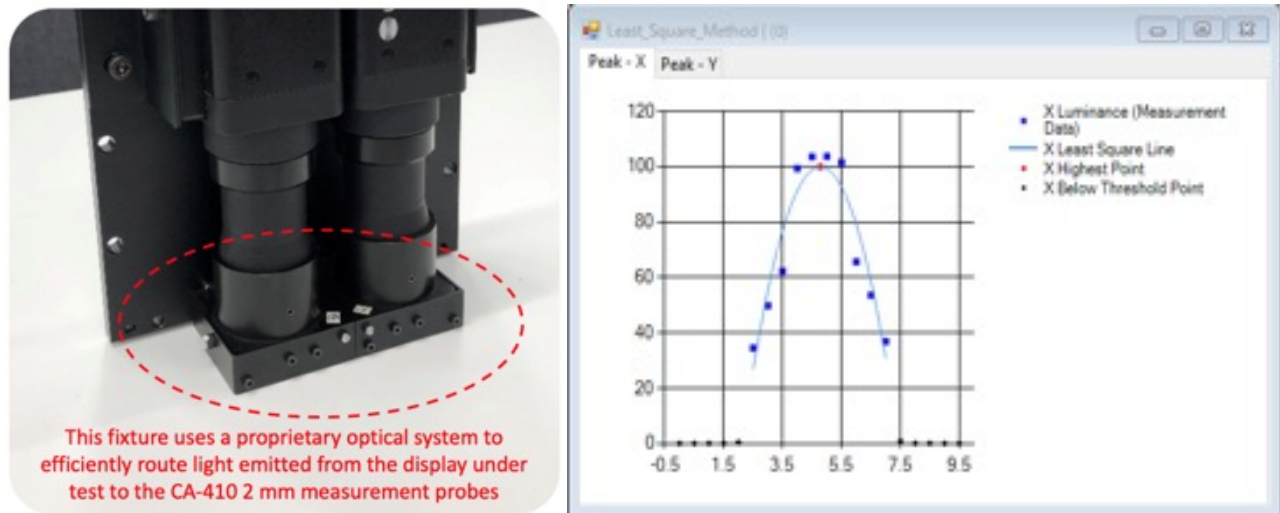 This fixture uses a proprietary optical system to
efficiently route light emitted from the display under
test to the CA-410 2 mm measurement probes
Least_Square_Method | (0)
Peak - X
Peak - Y
120
100
80
60
40
20
0
-0.5 1.5 3.5 5.5 7.5 9.5
X Luminance (Measurement
Data)
X Least Square Line
X Highest Point
X Below Threshold Point